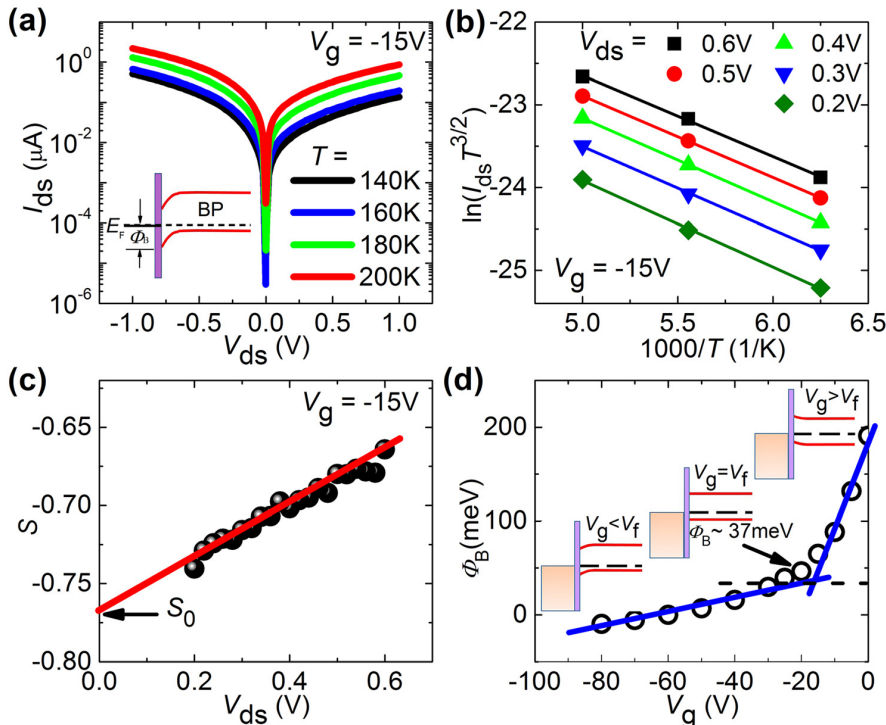 (a)
V_g = -15V
10^0
10^-2
10^-4
10^-6
I_ds (μA)
T =
140K
160K
180K
200K
BP
E_F
Φ_B
-1.0 -0.5 0.0 0.5 1.0
V_ds (V)
(b)
V_ds =
0.6V 0.4V
0.5V 0.3V
0.2V
-22
-23
-24
-25
ln(I_ds T^3/2)
V_g = -15V
5.0 5.5 6.0 6.5
1000/T (1/K)
(c)
V_g = -15V
-0.65
-0.70
-0.75
-0.80
S
S_0
0.0 0.2 0.4 0.6
V_ds (V)
(d)
V_g>V_f
V_g=V_f
V_g<V_f
Φ_B~ 37meV
200
100
0
Φ_B(meV)
-100 -80 -60 -40 -20 0
V_g (V)